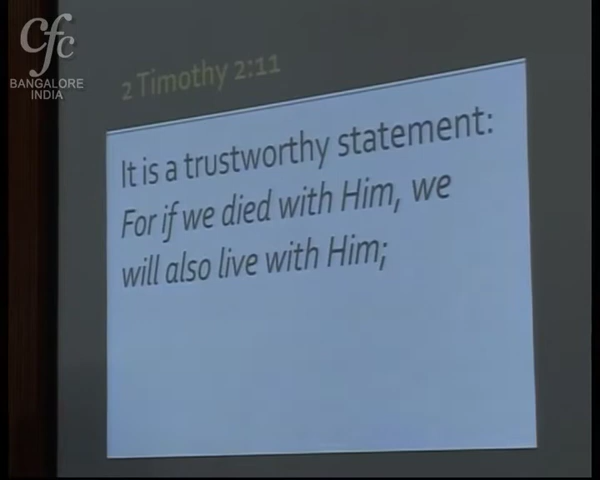 cfc
BANGALORE
INDIA
2 Timothy 2:11
It is a trustworthy statement:
For if we died with Him, we
will also live with Him;